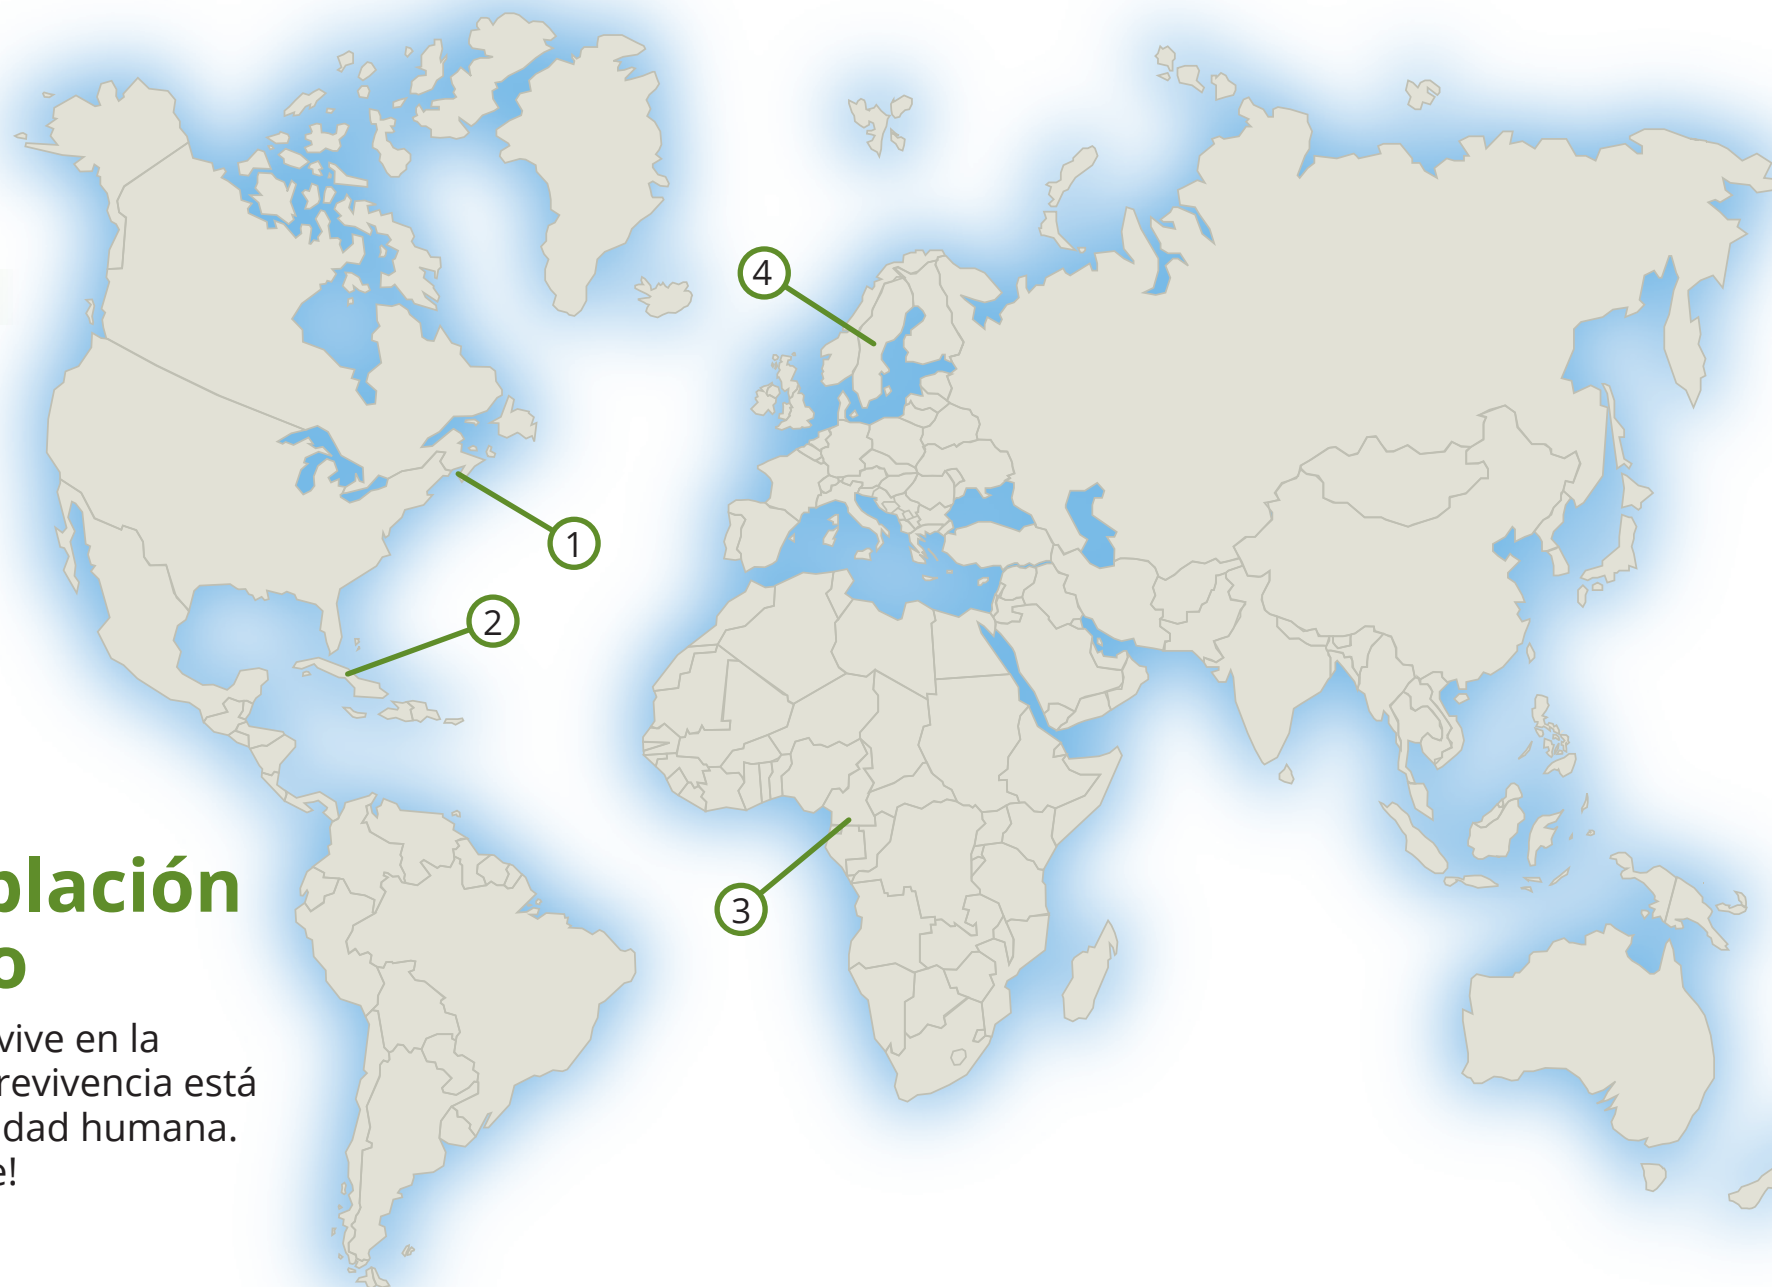 4
1
2
3
blación
o
vive en la
revivencia está
dad humana.
e!